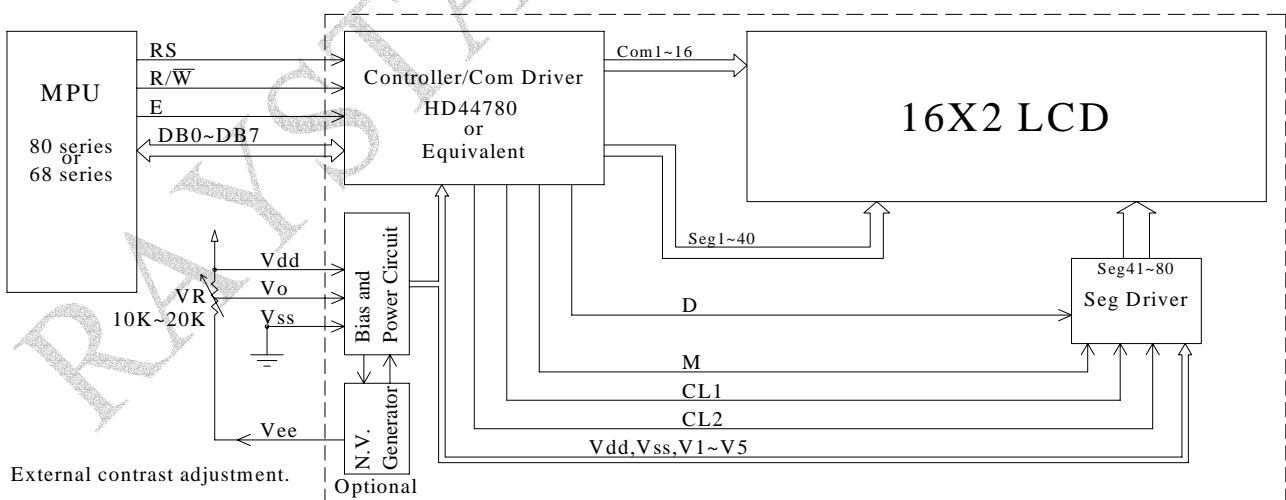 MPU
80 series
or
68 series
RS
R/W̅
E
DB0~DB7
Controller/Com Driver
HD44780
or
Equivalent
Com1~16
16X2 LCD
Seg1~40
Seg41~80
Seg Driver
Vdd
Vo
VR
10K~20K
Vss
Bias and
Power Circuit
D
M
CL1
CL2
Vdd,Vss,V1~V5
Vee
N.V.
Generator
Optional
External contrast adjustment.
RAYSTA